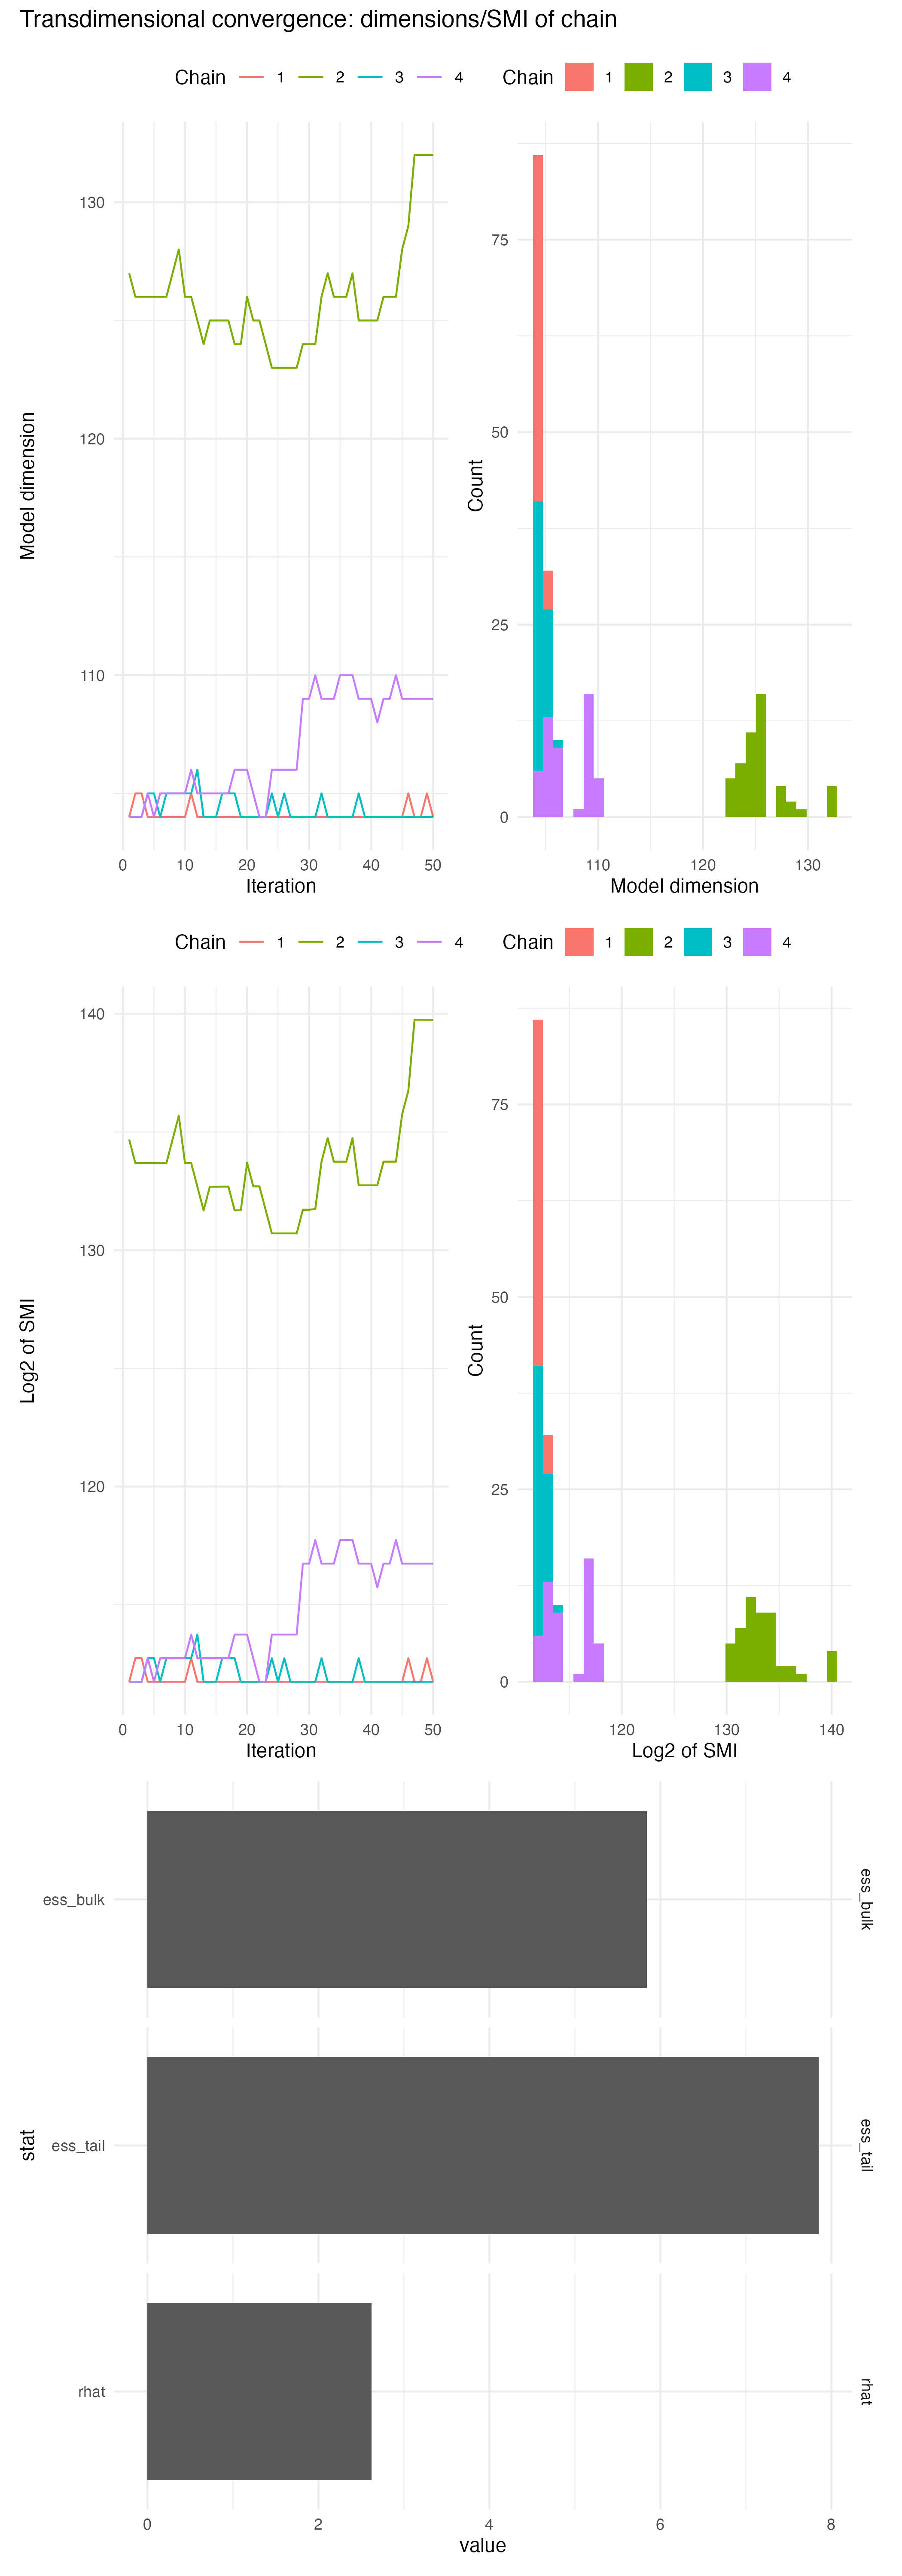 Transdimensional convergence: dimensions/SMI of chain
Chain 1 2 3 4
Chain 1 2 3 4
130
120
110
Model dimension
0 10 20 30 40 50
Iteration
75
50
25
0
Count
110 120 130
Model dimension
Chain 1 2 3 4
Chain 1 2 3 4
140
130
120
Log2 of SMI
0 10 20 30 40 50
Iteration
75
50
25
0
Count
120 130 140
Log2 of SMI
stat
ess_bulk
ess_bulk
ess_tail
ess_tail
rhat
rhat
0 2 4 6 8
value